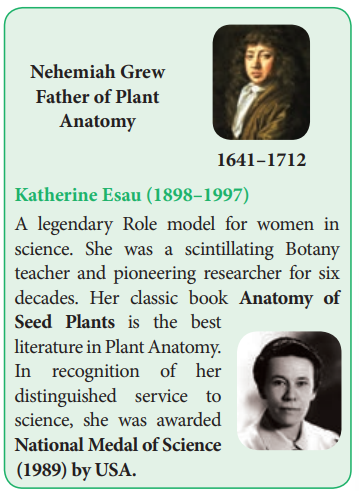 Nehemiah Grew
Father of Plant
Anatomy
1641–1712
Katherine Esau (1898–1997)
A legendary Role model for women in
science. She was a scintillating Botany
teacher and pioneering researcher for six
decades. Her classic book Anatomy of
Seed Plants is the best
literature in Plant Anatomy.
In recognition of her
distinguished service to
science, she was awarded
National Medal of Science
(1989) by USA.